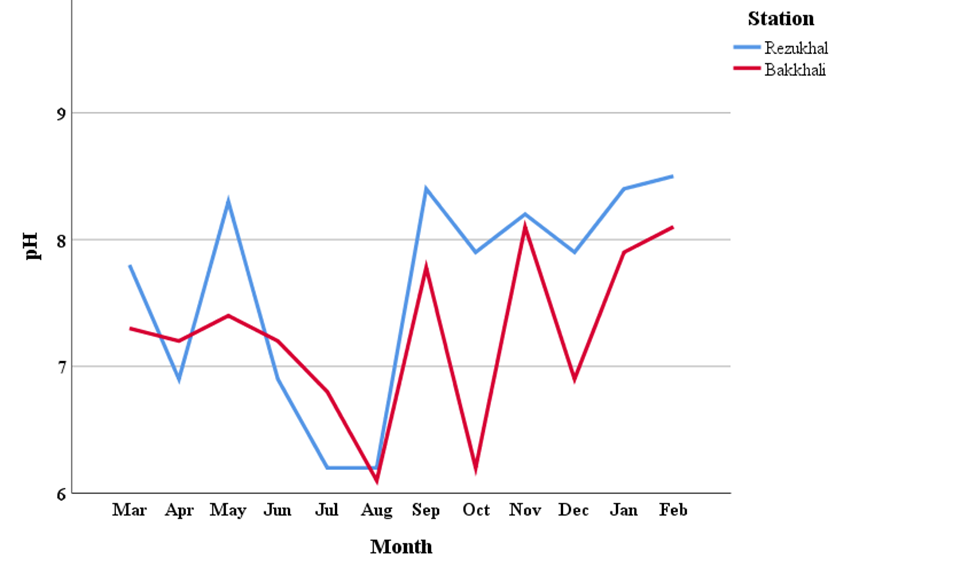 Station
Rezukhal
Bakkhali
9
8
7
6
pH
Mar Apr May Jun Jul Aug Sep Oct Nov Dec Jan Feb
Month